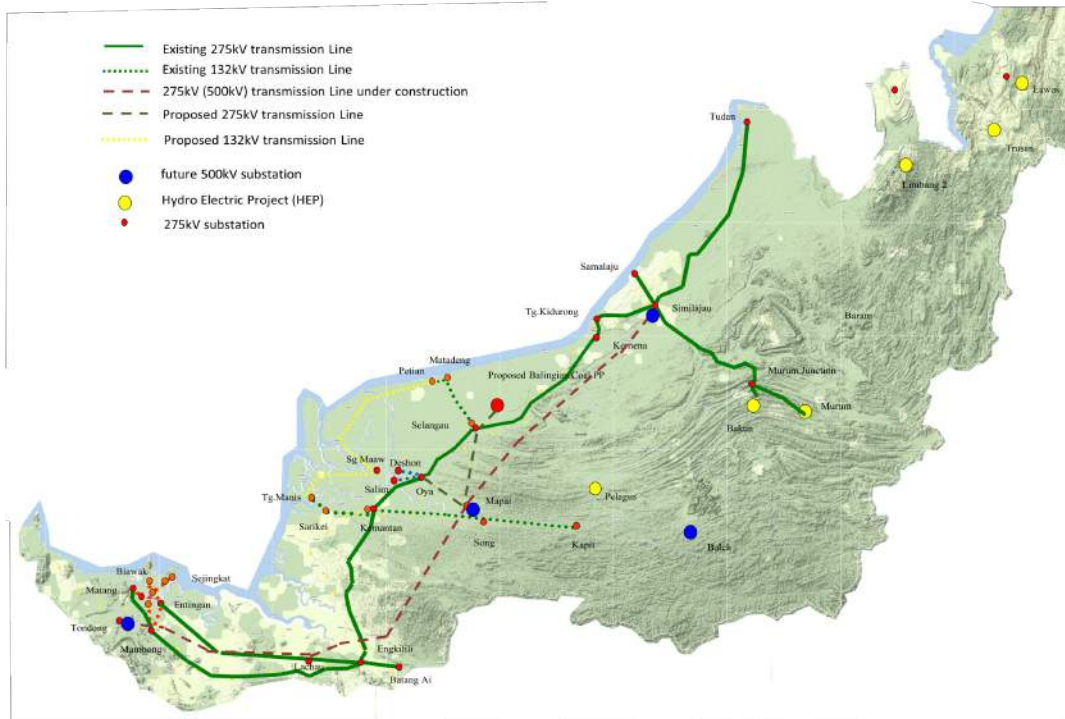 Existing 275kV transmission Line
Existing 132kV transmission Line
275kV (500kV) transmission Line under construction
Proposed 275kV transmission Line
Proposed 132kV transmission Line
future 500kV substation
Hydro Electric Project (HEP)
275kV substation
Lawas
Tudan
Trusan
Limbang 2
Samalaju
Similajau
Tg.Kidurong
Baram
Kemena
Matadeng
Petian
Proposed Balingian Coal PP
Murum Junction
Murum
Bakun
Selangau
Sg Maaw
Deshon
Salim
Oya
Mapai
Pelagus
Tg.Manis
Sarikei
Kemantan
Song
Kapit
Baleh
Biawak
Sejingkat
Matang
Entingan
Tondong
Mambong
Engkilili
Lachau
Batang Ai